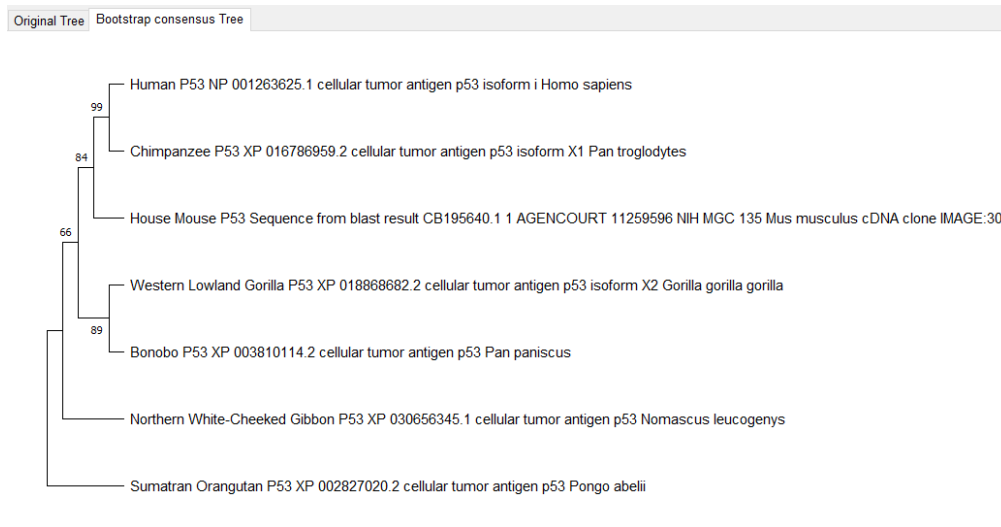 Original Tree
Bootstrap consensus Tree
Human P53 NP 001263625.1 cellular tumor antigen p53 isoform i Homo sapiens
99
Chimpanzee P53 XP 016786959.2 cellular tumor antigen p53 isoform X1 Pan troglodytes
84
House Mouse P53 Sequence from blast result CB195640.1 1 AGENCOURT 11259596 NIH MGC 135 Mus musculus cDNA clone IMAGE:30
66
Western Lowland Gorilla P53 XP 018868682.2 cellular tumor antigen p53 isoform X2 Gorilla gorilla gorilla
89
Bonobo P53 XP 003810114.2 cellular tumor antigen p53 Pan paniscus
Northern White-Cheeked Gibbon P53 XP 030656345.1 cellular tumor antigen p53 Nomascus leucogenys
Sumatran Orangutan P53 XP 002827020.2 cellular tumor antigen p53 Pongo abelii